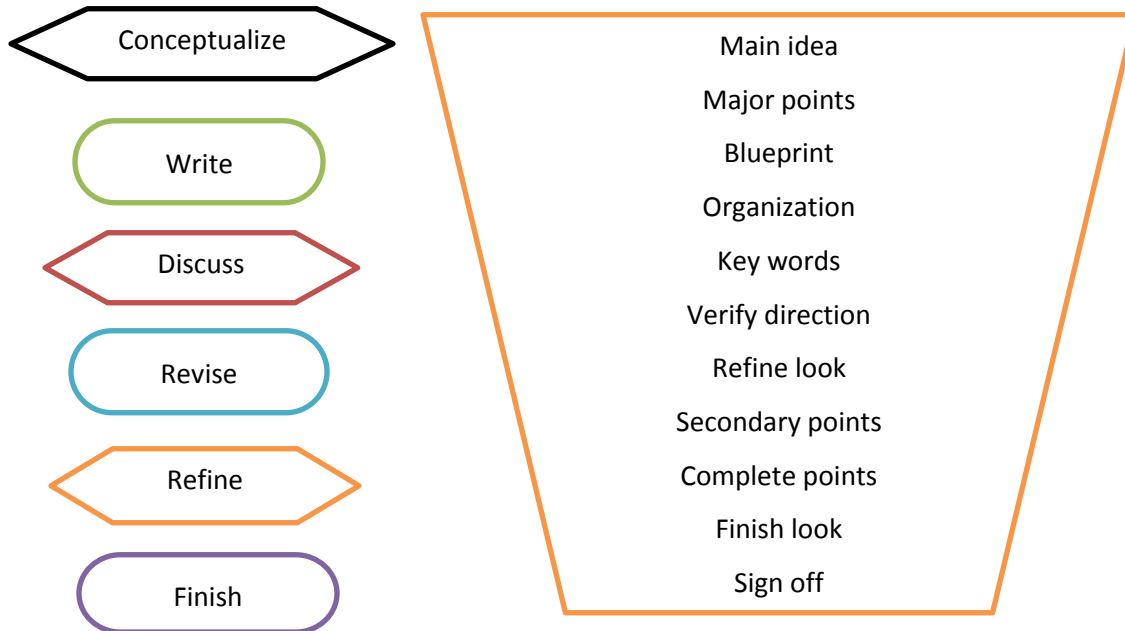 Conceptualize
Write
Discuss
Revise
Refine
Finish
Main idea
Major points
Blueprint
Organization
Key words
Verify direction
Refine look
Secondary points
Complete points
Finish look
Sign off